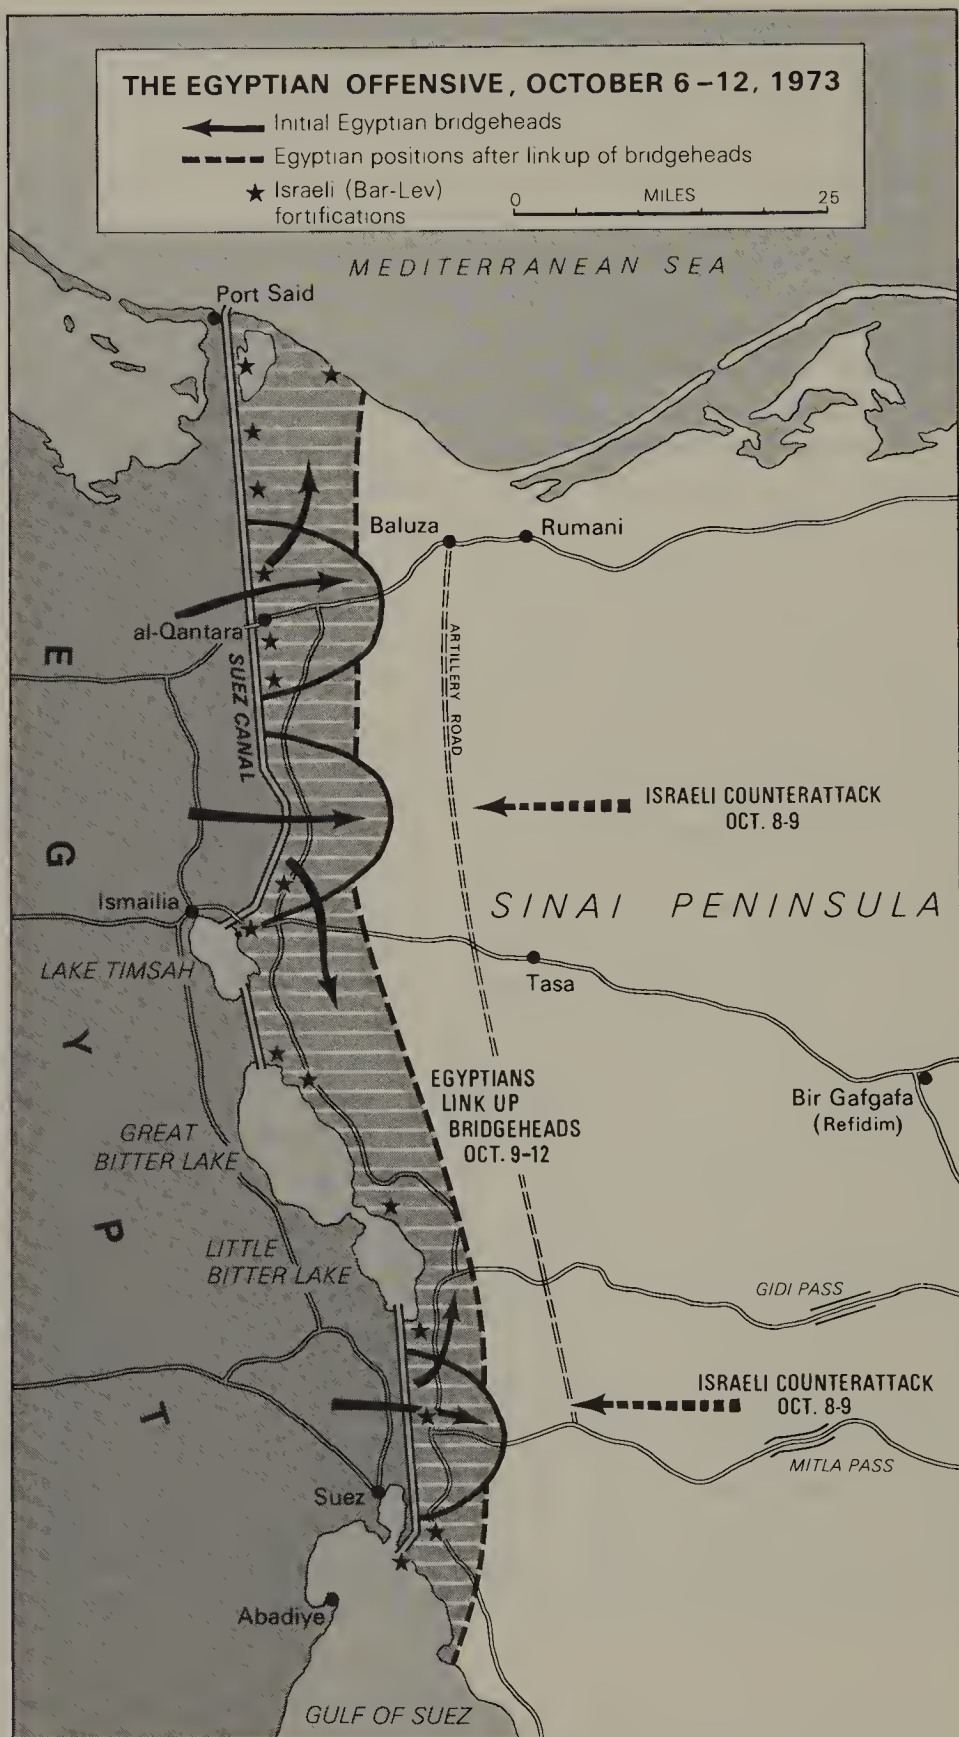 THE EGYPTIAN OFFENSIVE, OCTOBER 6–12, 1973
Initial Egyptian bridgeheads
Egyptian positions after linkup of bridgeheads
Israeli (Bar-Lev)
fortifications
0 MILES 25
MEDITERRANEAN SEA
Port Said
Baluza
Rumani
al-Qantara
SUEZ CANAL
ARTILLERY ROAD
EGYPT
ISRAELI COUNTERATTACK
OCT. 8-9
SINAI PENINSULA
Ismailia
LAKE TIMSAH
Tasa
EGYPTIANS
LINK UP
BRIDGEHEADS
OCT. 9-12
Bir Gafgafa
(Refidim)
GREAT
BITTER LAKE
LITTLE
BITTER LAKE
GIDI PASS
ISRAELI COUNTERATTACK
OCT. 8-9
MITLA PASS
Suez
Abadiye
GULF OF SUEZ